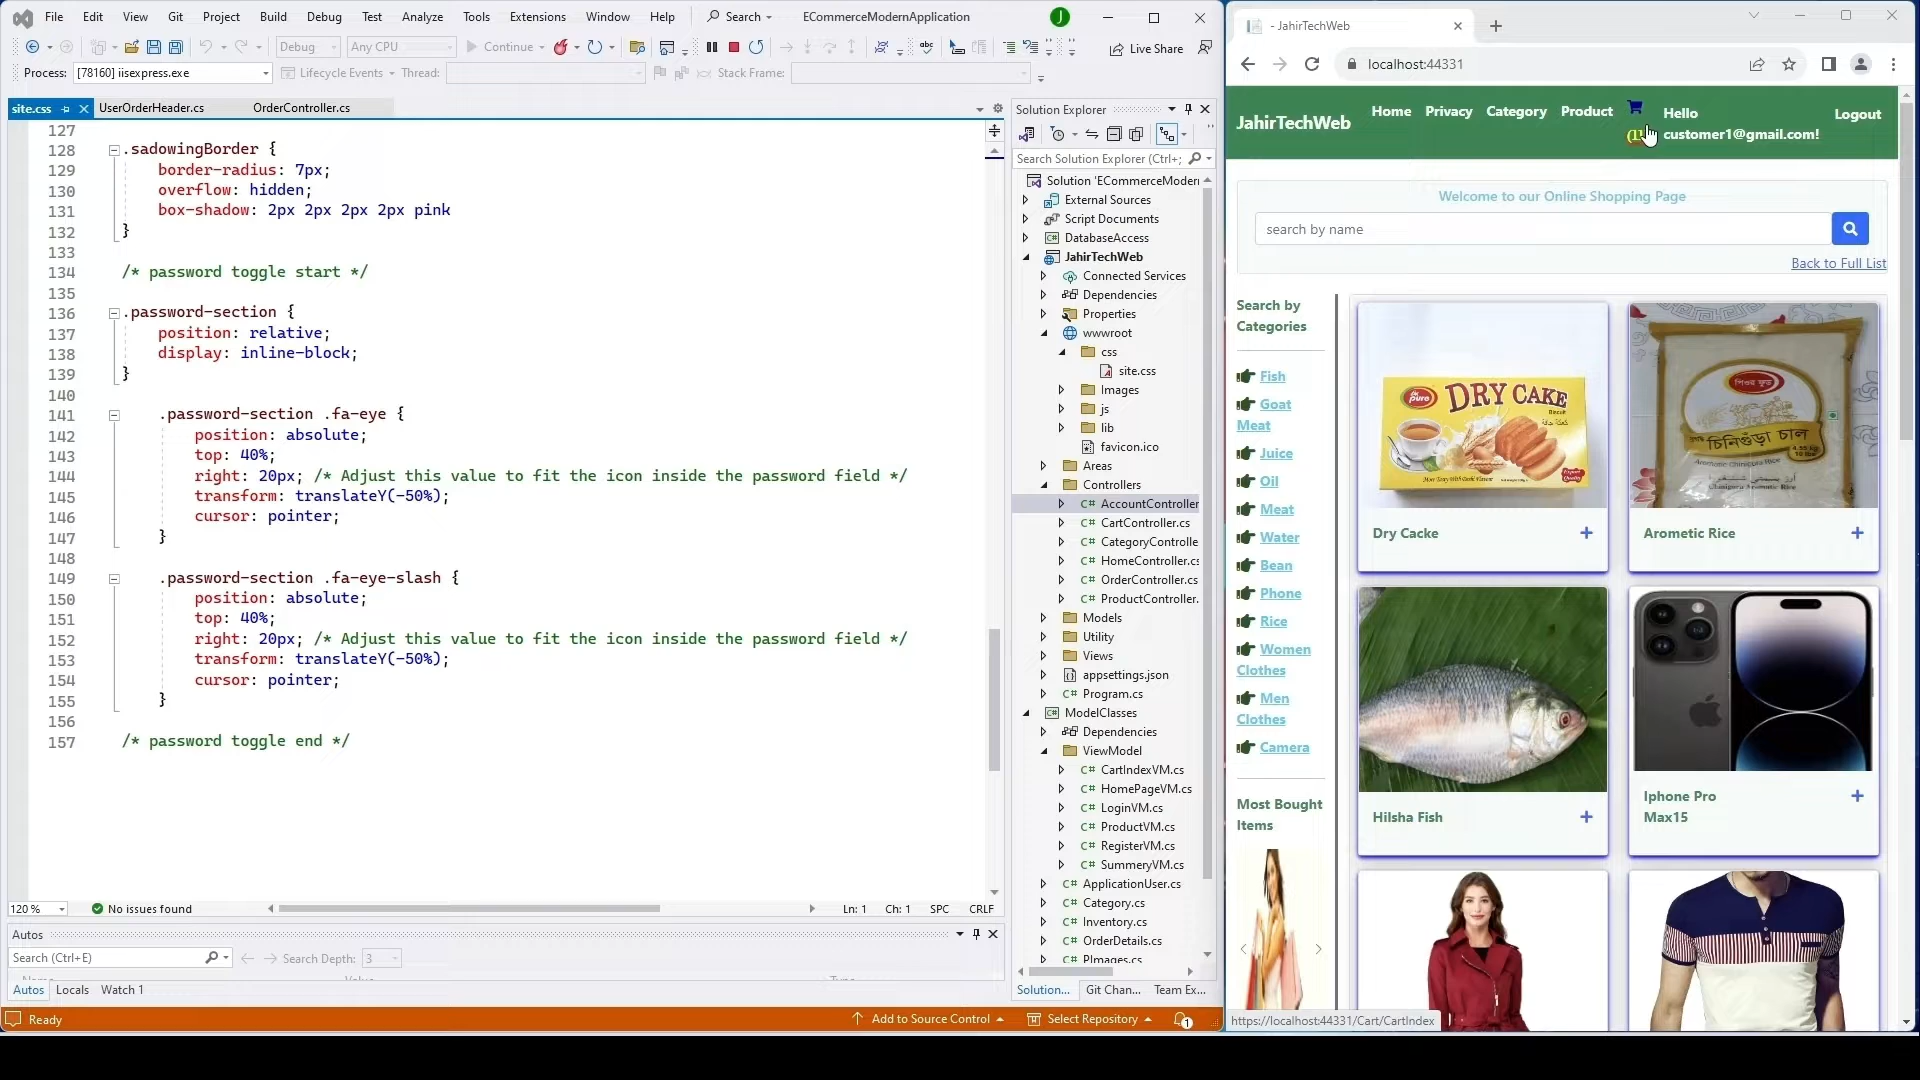 File Edit View Git Project Build Debug Test Analyze Tools Extensions Window Help Search ECommerceModernApplication J
Debug Any CPU Continue Live Share
Process: [78160] iisexpress.exe Lifecycle Events Thread: Stack Frame:
site.css UserOrderHeader.cs OrderController.cs
127
128 .sadowingBorder {
129 border-radius: 7px;
130 overflow: hidden;
131 box-shadow: 2px 2px 2px 2px pink
132 }
133
134 /* password toggle start */
135
136 .password-section {
137 position: relative;
138 display: inline-block;
139 }
140
141 .password-section .fa-eye {
142 position: absolute;
143 top: 40%;
144 right: 20px; /* Adjust this value to fit the icon inside the password field */
145 transform: translateY(-50%);
146 cursor: pointer;
147 }
148
149 .password-section .fa-eye-slash {
150 position: absolute;
151 top: 40%;
152 right: 20px; /* Adjust this value to fit the icon inside the password field */
153 transform: translateY(-50%);
154 cursor: pointer;
155 }
156
157 /* password toggle end */
120 % No issues found Ln: 1 Ch: 1 SPC CRLF
Autos
Search (Ctrl+E) Search Depth: 3
Autos Locals Watch 1
Ready Add to Source Control Select Repository 1
Solution Explorer
Search Solution Explorer (Ctrl+;
Solution 'ECommerceModern
External Sources
Script Documents
DatabaseAccess
JahirTechWeb
Connected Services
Dependencies
Properties
wwwroot
css
site.css
Images
js
lib
favicon.ico
Areas
Controllers
C# AccountController
C# CartController.cs
C# CategoryControlle
C# HomeController.cs
C# OrderController.cs
C# ProductController.
Models
Utility
Views
appsettings.json
C# Program.cs
ModelClasses
Dependencies
ViewModel
C# CartIndexVM.cs
C# HomePageVM.cs
C# LoginVM.cs
C# ProductVM.cs
C# RegisterVM.cs
C# SummeryVM.cs
C# ApplicationUser.cs
C# Category.cs
C# Inventory.cs
C# OrderDetails.cs
C# PImages.cs
Solution... Git Chan... Team Ex...
- JahirTechWeb
localhost:44331
JahirTechWeb Home Privacy Category Product Hello customer1@gmail.com! Logout
Welcome to our Online Shopping Page
search by name
Back to Full List
Search by
Categories
Fish
Goat
Meat
Juice
Oil
Meat
Water
Bean
Phone
Rice
Women
Clothes
Men
Clothes
Camera
Most Bought
Items
pure
DRY CAKE
Biscuit
Dry Cacke +
চিনিগুঁড়া চাল
Aromatic Chinigura Rice
Arometic Rice +
Hilsha Fish +
Iphone Pro
Max15 +
https://localhost:44331/Cart/CartIndex